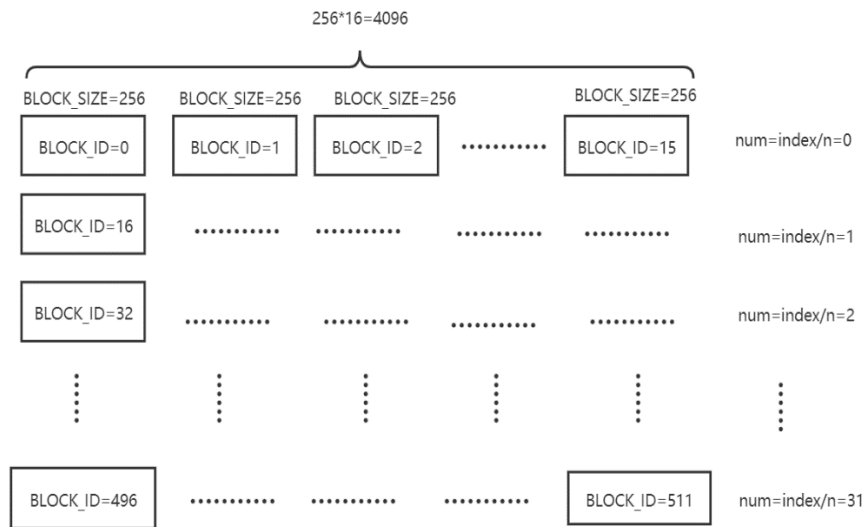 256*16=4096
BLOCK_SIZE=256 BLOCK_SIZE=256 BLOCK_SIZE=256 BLOCK_SIZE=256
BLOCK_ID=0 BLOCK_ID=1 BLOCK_ID=2 BLOCK_ID=15 num=index/n=0
BLOCK_ID=16 num=index/n=1
BLOCK_ID=32 num=index/n=2
BLOCK_ID=496 BLOCK_ID=511 num=index/n=31